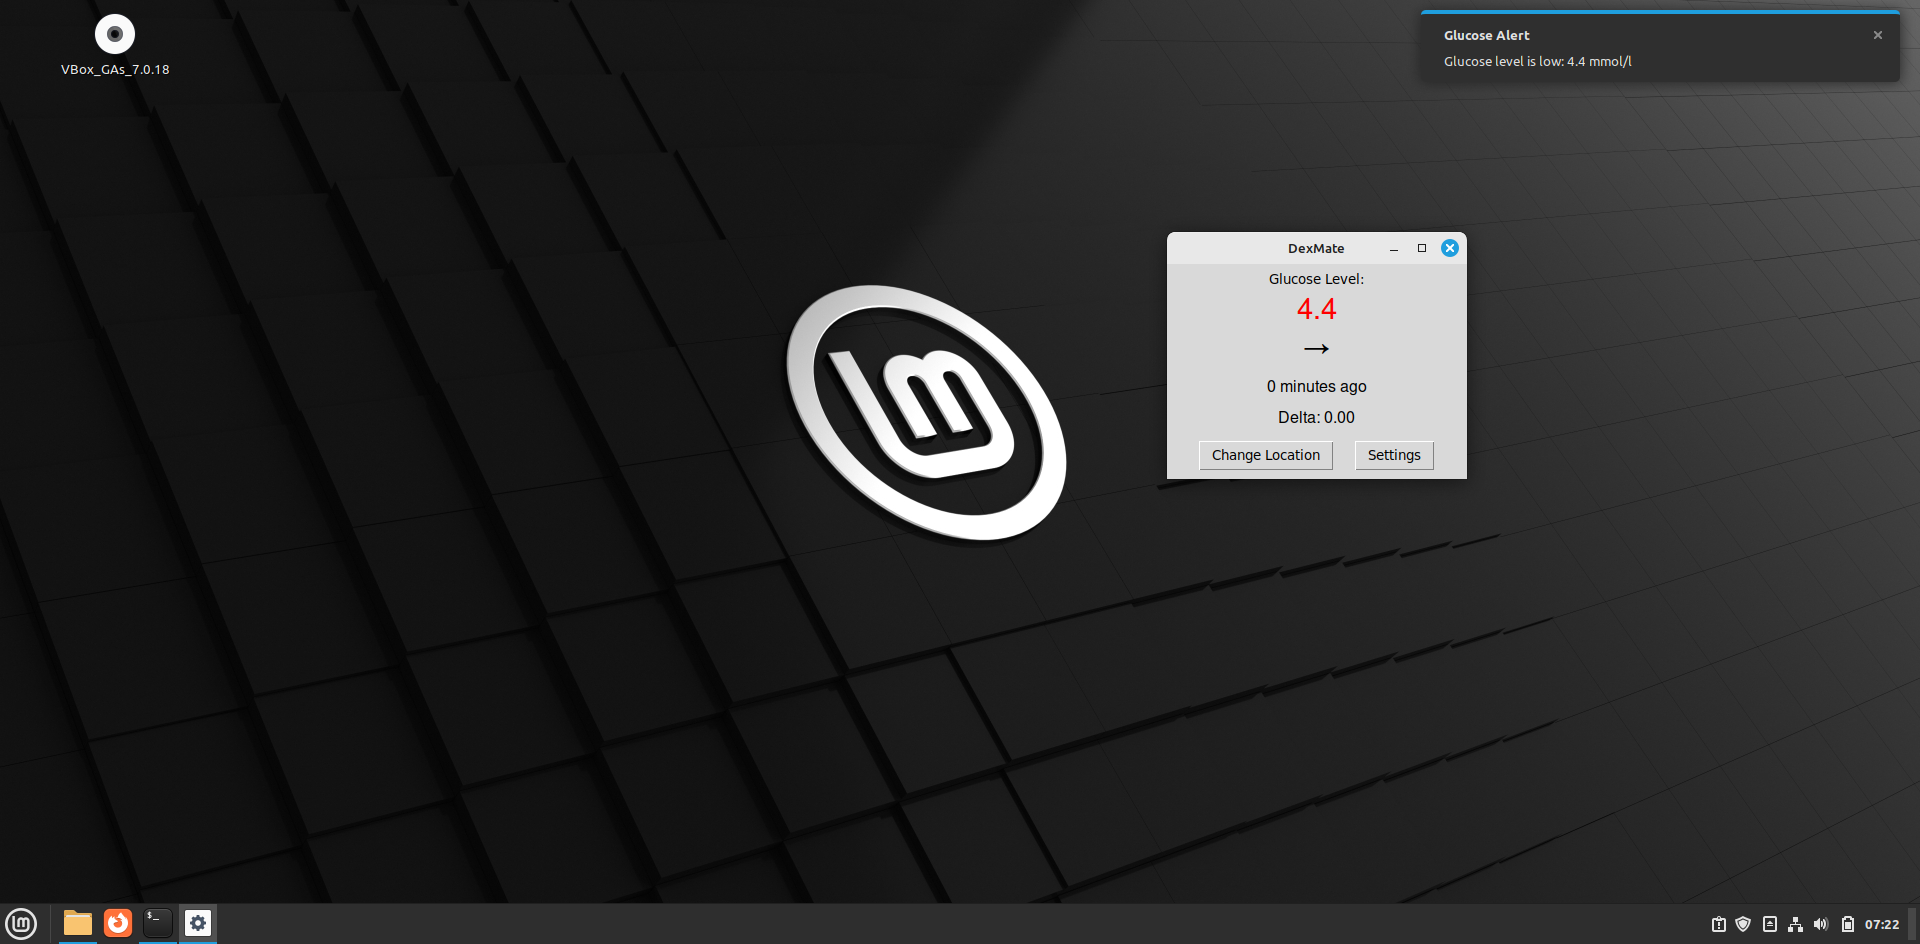 VBox_GAs_7.0.18
Glucose Alert
Glucose level is low: 4.4 mmol/l
DexMate
Glucose Level:
4.4
→
0 minutes ago
Delta: 0.00
Change Location
Settings
$_
07:22